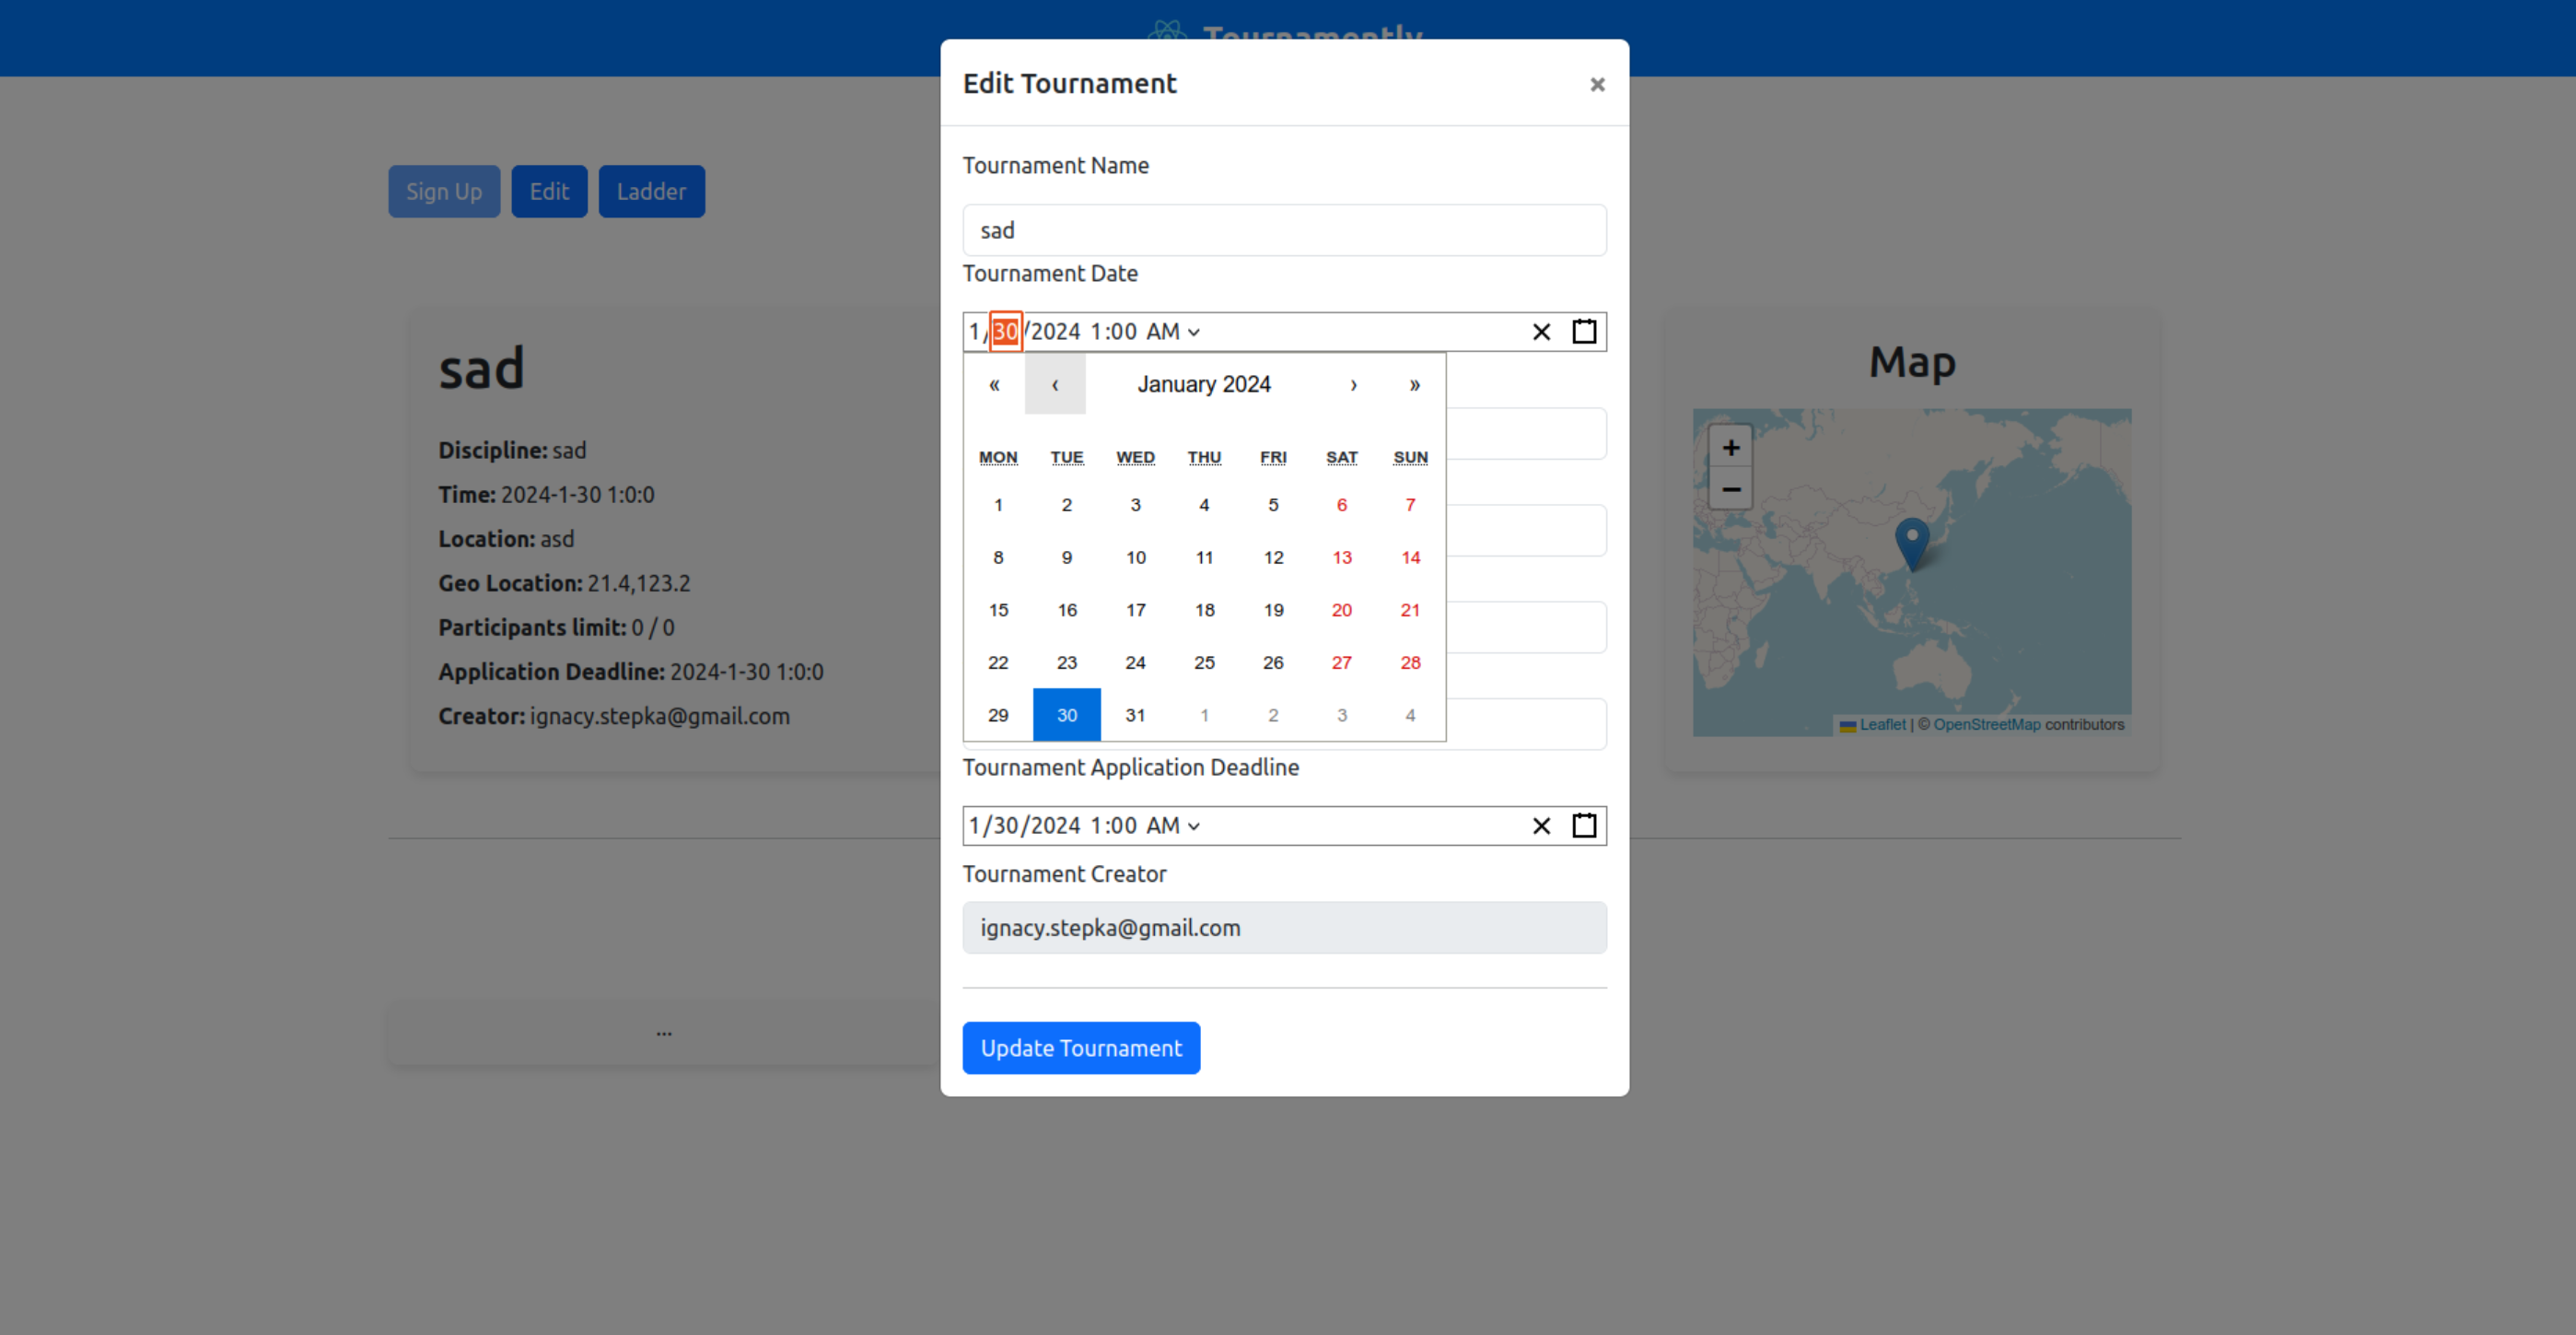 Tournamently
Edit Tournament ×
Sign Up Edit Ladder
Tournament Name
sad
Tournament Date
1/30/2024 1:00 AM
« ‹ January 2024 › »
MON TUE WED THU FRI SAT SUN
1 2 3 4 5 6 7
8 9 10 11 12 13 14
15 16 17 18 19 20 21
22 23 24 25 26 27 28
29 30 31 1 2 3 4
Tournament Application Deadline
1/30/2024 1:00 AM
Tournament Creator
ignacy.stepka@gmail.com
Update Tournament
sad
Discipline: sad
Time: 2024-1-30 1:0:0
Location: asd
Geo Location: 21.4,123.2
Participants limit: 0 / 0
Application Deadline: 2024-1-30 1:0:0
Creator: ignacy.stepka@gmail.com
...
Map
+
−
Leaflet | © OpenStreetMap contributors